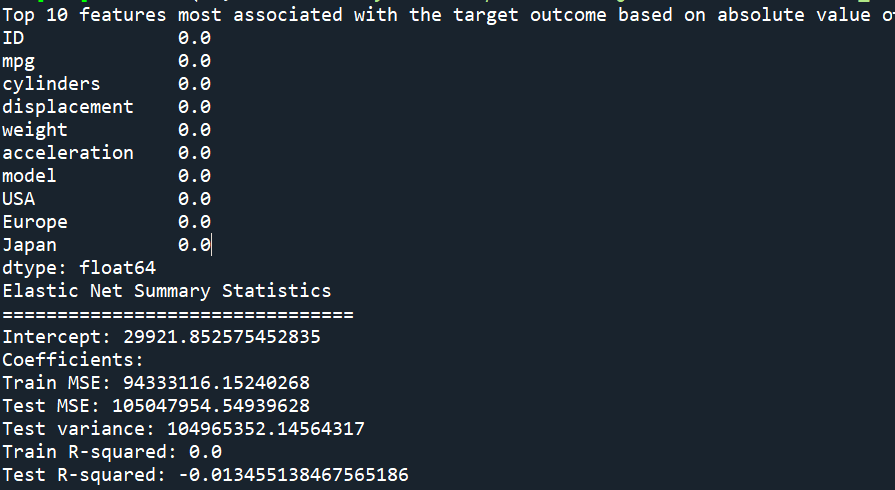 Top 10 features most associated with the target outcome based on absolute value
ID 0.0
mpg 0.0
cylinders 0.0
displacement 0.0
weight 0.0
acceleration 0.0
model 0.0
USA 0.0
Europe 0.0
Japan 0.0
dtype: float64
Elastic Net Summary Statistics
================================
Intercept: 29921.852575452835
Coefficients:
Train MSE: 94333116.15240268
Test MSE: 105047954.54939628
Test variance: 104965352.14564317
Train R-squared: 0.0
Test R-squared: -0.013455138467565186